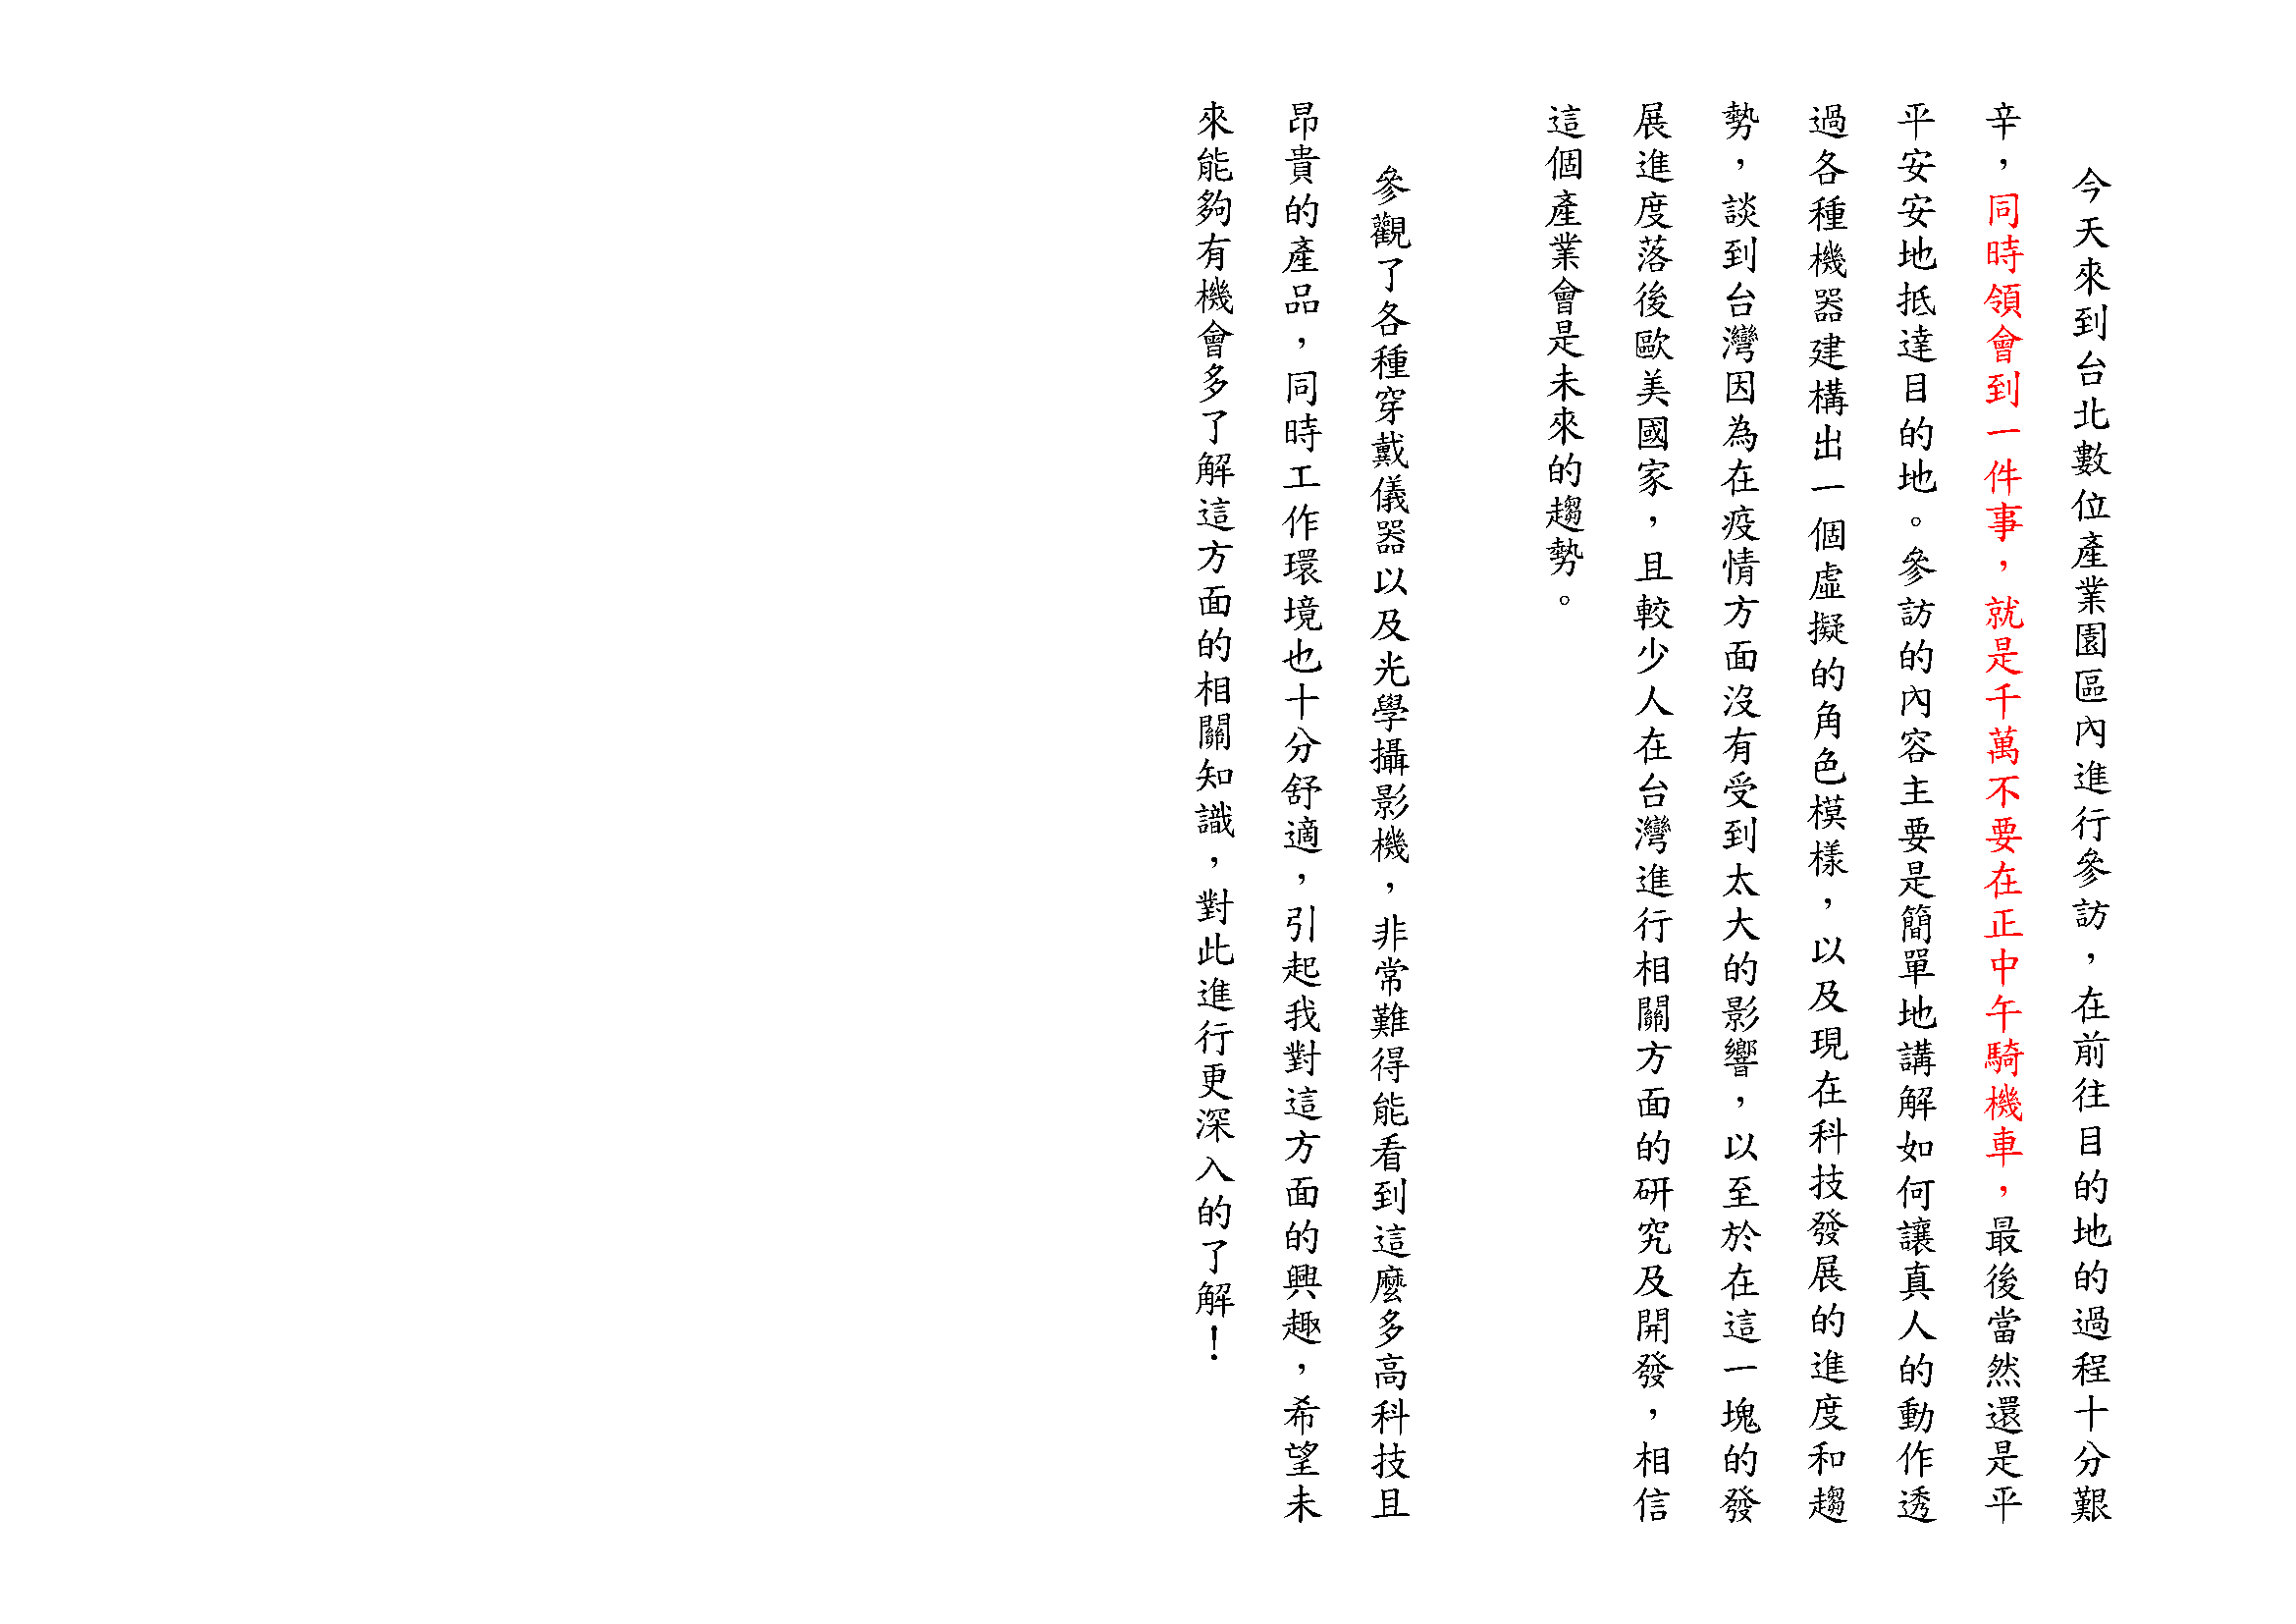 今天來到台北數位產業園區內進行參訪，在前往目的地的過程十分艱
辛，同時領會到一件事，就是千萬不要在正中午騎機車，最後當然還是平
平安安地抵達目的地。參訪的內容主要是簡單地講解如何讓真人的動作透
過各種機器建構出一個虛擬的角色模樣，以及現在科技發展的進度和趨
勢，談到台灣因為在疫情方面沒有受到太大的影響，以至於在這一塊的發
展進度落後歐美國家，且較少人在台灣進行相關方面的研究及開發，相信
這個產業會是未來的趨勢。
參觀了各種穿戴儀器以及光學攝影機，非常難得能看到這麼多高科技且
昂貴的產品，同時工作環境也十分舒適，引起我對這方面的興趣，希望未
來能夠有機會多了解這方面的相關知識，對此進行更深入的了解！